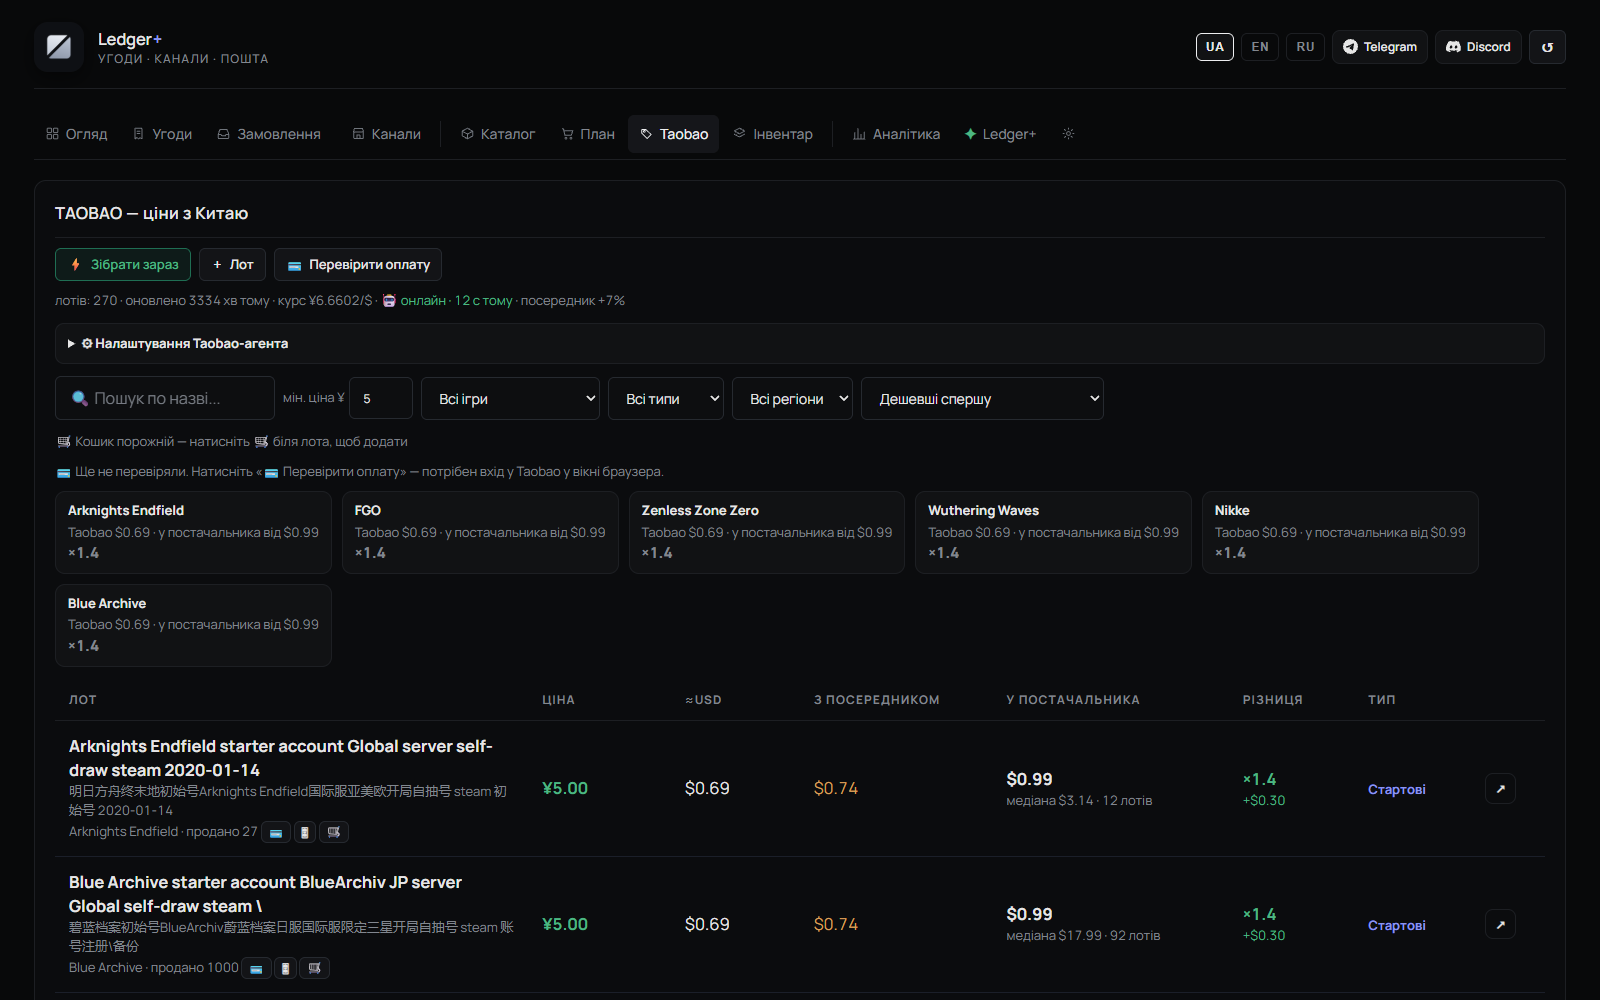 Ledger+
УГОДИ · КАНАЛИ · ПОШТА
UA EN RU Telegram Discord
Огляд Угоди Замовлення Канали Каталог План Taobao Інвентар Аналітика Ledger+
TAOBAO — ціни з Китаю
Зібрати зараз + Лот Перевірити оплату
лотів: 270 · оновлено 3334 хв тому · курс ¥6.6602/$ · онлайн · 12 с тому · посередник +7%
Налаштування Taobao-агента
Пошук по назві... мін. ціна ¥ 5 Всі ігри Всі типи Всі регіони Дешевші спершу
Кошик порожній — натисніть біля лота, щоб додати
Ще не перевіряли. Натисніть « Перевірити оплату» — потрібен вхід у Taobao у вікні браузера.
Arknights Endfield
Taobao $0.69 · у постачальника від $0.99
×1.4
FGO
Taobao $0.69 · у постачальника від $0.99
×1.4
Zenless Zone Zero
Taobao $0.69 · у постачальника від $0.99
×1.4
Wuthering Waves
Taobao $0.69 · у постачальника від $0.99
×1.4
Nikke
Taobao $0.69 · у постачальника від $0.99
×1.4
Blue Archive
Taobao $0.69 · у постачальника від $0.99
×1.4
ЛОТ ЦІНА ≈USD З ПОСЕРЕДНИКОМ У ПОСТАЧАЛЬНИКА РІЗНИЦЯ ТИП
Arknights Endfield starter account Global server self-
draw steam 2020-01-14
明日方舟终末地初始号Arknights Endfield国际服亚美欧开局自抽号 steam 初
始号 2020-01-14
Arknights Endfield · продано 27
¥5.00
$0.69
$0.74
$0.99
медіана $3.14 · 12 лотів
×1.4
+$0.30
Стартові
↗
Blue Archive starter account BlueArchiv JP server
Global self-draw steam \
碧蓝档案初始号BlueArchiv蔚蓝档案日服国际服限定三星开局自抽号 steam 账
号注册\备份
Blue Archive · продано 1000
¥5.00
$0.69
$0.74
$0.99
медіана $17.99 · 92 лотів
×1.4
+$0.30
Стартові
↗